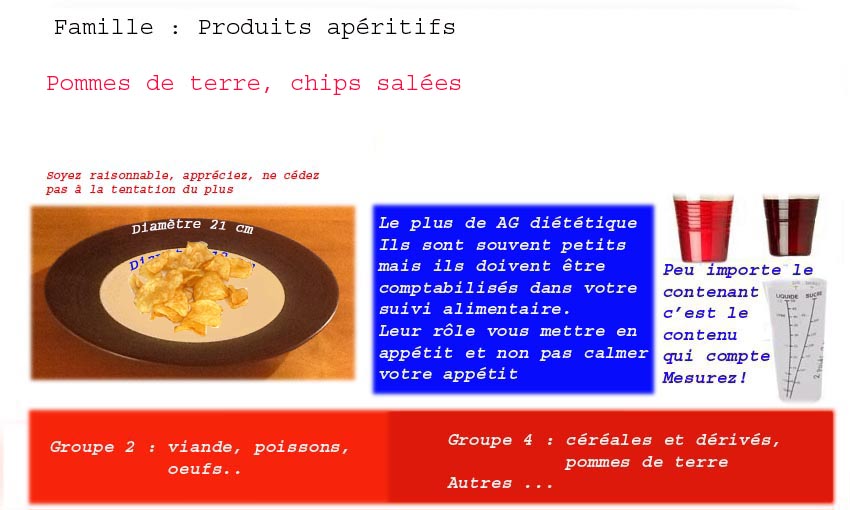 Famille : Produits apéritifs
Pommes de terre, chips salées
Soyez raisonnable, appréciez, ne cédez
pas à la tentation du plus
Diamètre 21 cm
Le plus de AG diététique
Ils sont souvent petits
mais ils doivent être
comptabilisés dans votre
suivi alimentaire.
Leur rôle vous mettre en
appétit et non pas calmer
votre appétit
Peu importe le
contenant
c’est le
contenu
qui compte
Mesurez!
LIQUIDE SUCRE
Groupe 2 : viande, poissons,
oeufs..
Groupe 4 : céréales et dérivés,
pommes de terre
Autres ...